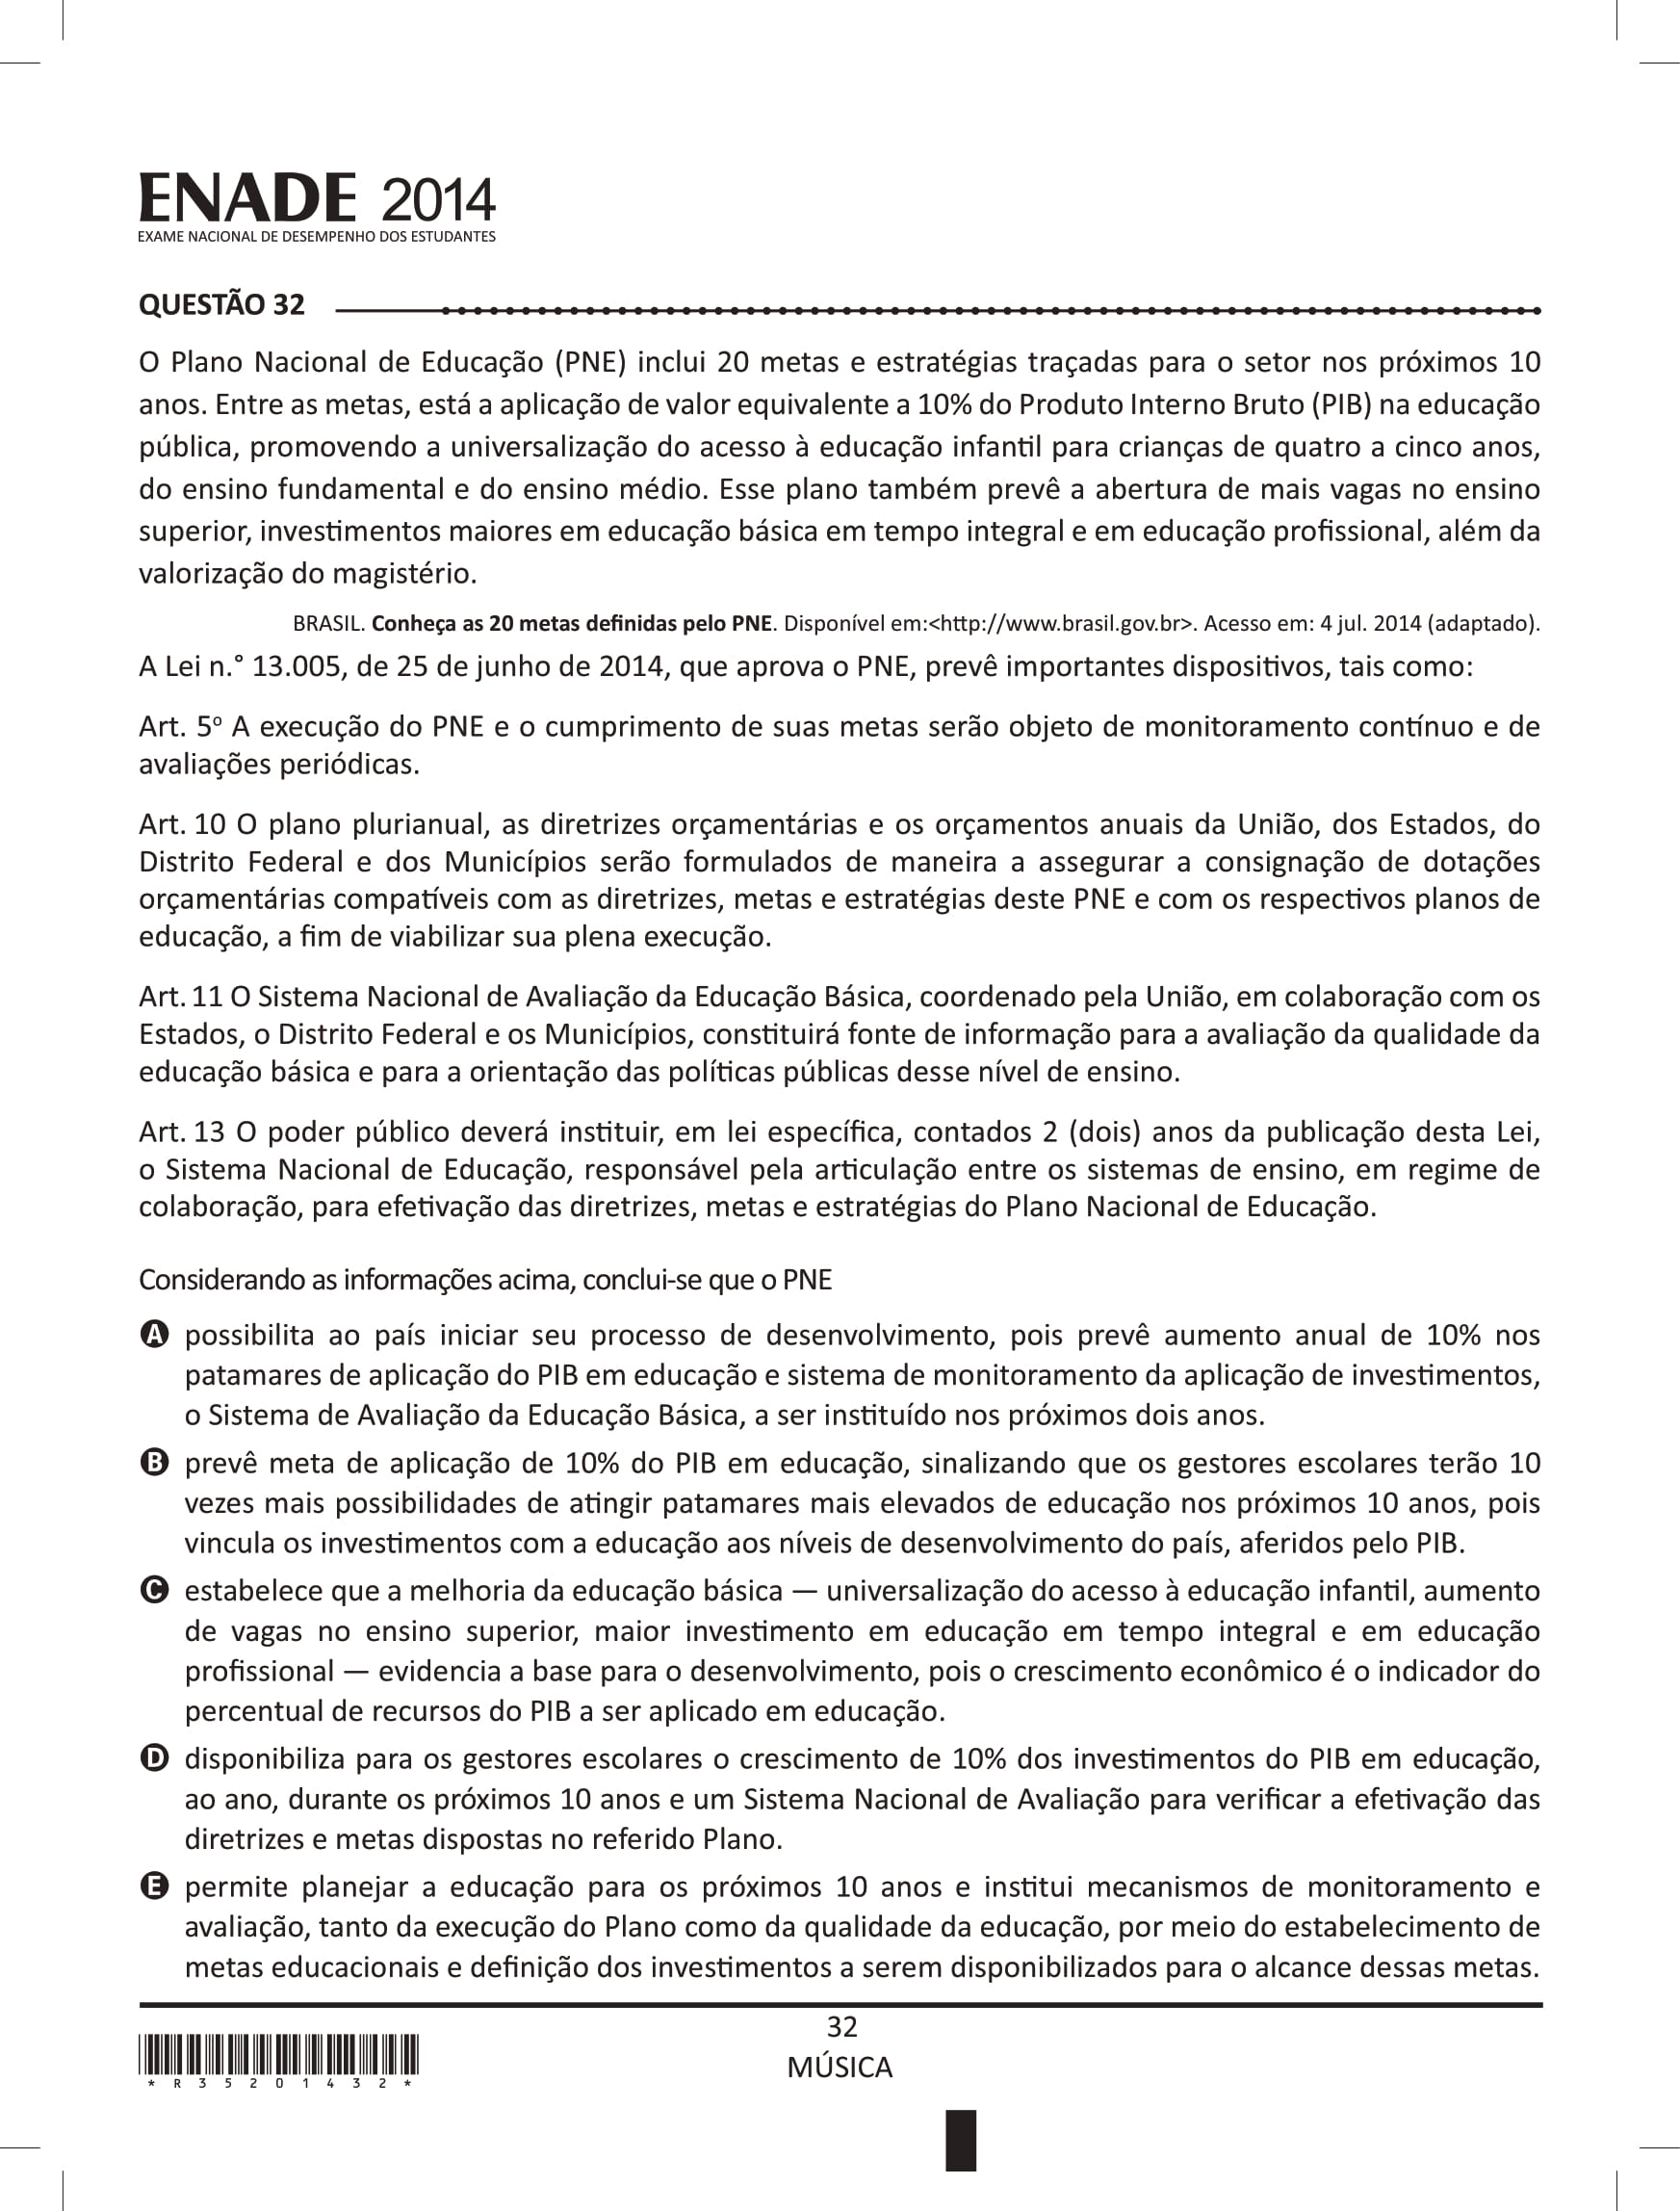 ENADE 2014
EXAME NACIONAL DE DESEMPENHO DOS ESTUDANTES
QUESTÃO 32
O Plano Nacional de Educação (PNE) inclui 20 metas e estratégias traçadas para o setor nos próximos 10
anos. Entre as metas, está a aplicação de valor equivalente a 10% do Produto Interno Bruto (PIB) na educação
pública, promovendo a universalização do acesso à educação infantil para crianças de quatro a cinco anos,
do ensino fundamental e do ensino médio. Esse plano também prevê a abertura de mais vagas no ensino
superior, investimentos maiores em educação básica em tempo integral e em educação profissional, além da
valorização do magistério.
BRASIL. Conheça as 20 metas definidas pelo PNE. Disponível em:<http://www.brasil.gov.br>. Acesso em: 4 jul. 2014 (adaptado).
A Lei n.° 13.005, de 25 de junho de 2014, que aprova o PNE, prevê importantes dispositivos, tais como:
Art. 5º A execução do PNE e o cumprimento de suas metas serão objeto de monitoramento contínuo e de
avaliações periódicas.
Art. 10 O plano plurianual, as diretrizes orçamentárias e os orçamentos anuais da União, dos Estados, do
Distrito Federal e dos Municípios serão formulados de maneira a assegurar a consignação de dotações
orçamentárias compatíveis com as diretrizes, metas e estratégias deste PNE e com os respectivos planos de
educação, a fim de viabilizar sua plena execução.
Art. 11 O Sistema Nacional de Avaliação da Educação Básica, coordenado pela União, em colaboração com os
Estados, o Distrito Federal e os Municípios, constituirá fonte de informação para a avaliação da qualidade da
educação básica e para a orientação das políticas públicas desse nível de ensino.
Art. 13 O poder público deverá instituir, em lei específica, contados 2 (dois) anos da publicação desta Lei,
o Sistema Nacional de Educação, responsável pela articulação entre os sistemas de ensino, em regime de
colaboração, para efetivação das diretrizes, metas e estratégias do Plano Nacional de Educação.
Considerando as informações acima, conclui-se que o PNE
A possibilita ao país iniciar seu processo de desenvolvimento, pois prevê aumento anual de 10% nos
patamares de aplicação do PIB em educação e sistema de monitoramento da aplicação de investimentos,
o Sistema de Avaliação da Educação Básica, a ser instituído nos próximos dois anos.
B prevê meta de aplicação de 10% do PIB em educação, sinalizando que os gestores escolares terão 10
vezes mais possibilidades de atingir patamares mais elevados de educação nos próximos 10 anos, pois
vincula os investimentos com a educação aos níveis de desenvolvimento do país, aferidos pelo PIB.
C estabelece que a melhoria da educação básica — universalização do acesso à educação infantil, aumento
de vagas no ensino superior, maior investimento em educação em tempo integral e em educação
profissional — evidencia a base para o desenvolvimento, pois o crescimento econômico é o indicador do
percentual de recursos do PIB a ser aplicado em educação.
D disponibiliza para os gestores escolares o crescimento de 10% dos investimentos do PIB em educação,
ao ano, durante os próximos 10 anos e um Sistema Nacional de Avaliação para verificar a efetivação das
diretrizes e metas dispostas no referido Plano.
E permite planejar a educação para os próximos 10 anos e institui mecanismos de monitoramento e
avaliação, tanto da execução do Plano como da qualidade da educação, por meio do estabelecimento de
metas educacionais e definição dos investimentos a serem disponibilizados para o alcance dessas metas.
32
MÚSICA
* R 3 5 2 0 1 4 3 2 *